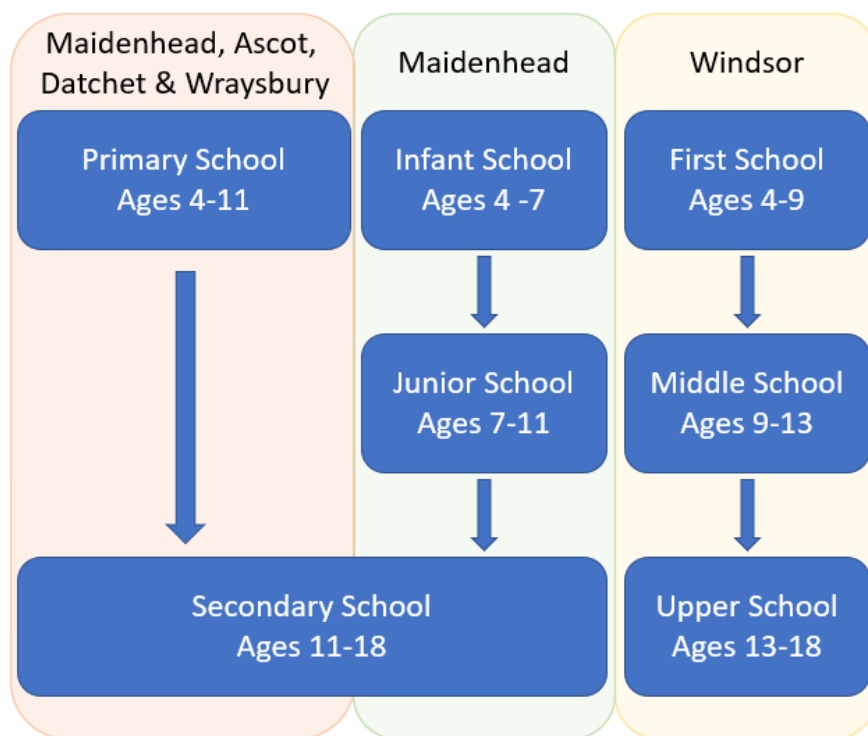 Maidenhead, Ascot,
Datchet & Wraysbury
Primary School
Ages 4-11
Maidenhead
Infant School
Ages 4 -7
Junior School
Ages 7-11
Secondary School
Ages 11-18
Windsor
First School
Ages 4-9
Middle School
Ages 9-13
Upper School
Ages 13-18